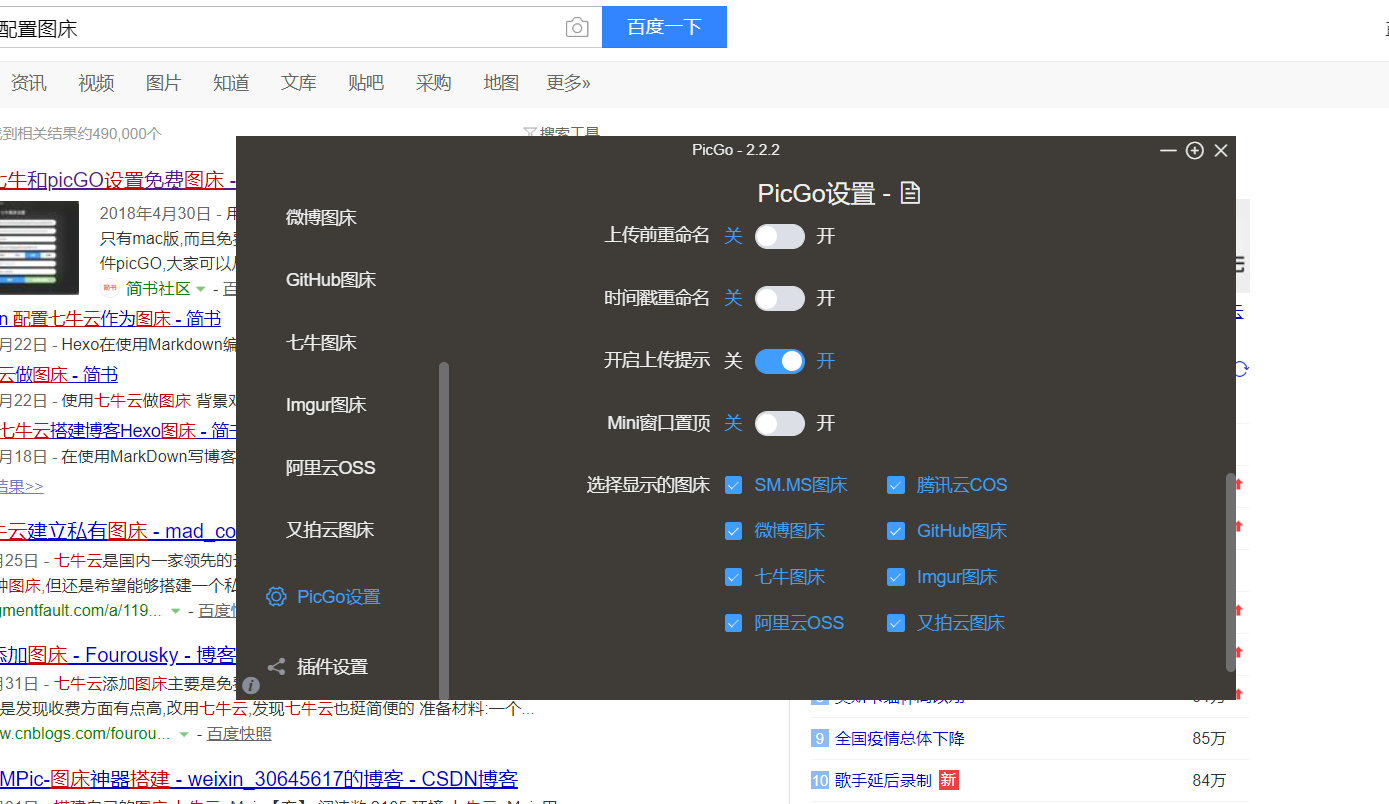 配置图床
百度一下
资讯 视频 图片 知道 文库 贴吧 采购 地图 更多»
到相关结果约490,000个
搜索工具
七牛和picGO设置免费图床 -
2018年4月30日 - 用
只有mac版,而且免费
件picGO,大家可以从
简书社区 - 百
n 配置七牛云作为图床 - 简书
月22日 - Hexo在使用Markdown编
云做图床 - 简书
月22日 - 使用七牛云做图床 背景
七牛云搭建博客Hexo图床 - 简书
月18日 - 在使用MarkDown写博客
结果>>
牛云建立私有图床 - mad_co
月25日 - 七牛云是国内一家领先的
图床,但还是希望能够搭建一个私
gmentfault.com/a/119... - 百度快
添加图床 - Fourousky - 博客
月31日 - 七牛云添加图床主要是免费
是发现收费方面有点高,改用七牛云,发现七牛云也挺简便的 准备材料:一个...
w.cnblogs.com/fourou... - 百度快照
MPic-图床神器搭建 - weixin_30645617的博客 - CSDN博客
PicGo - 2.2.2
微博图床
GitHub图床
七牛图床
Imgur图床
阿里云OSS
又拍云图床
PicGo设置
插件设置
PicGo设置 -
上传前重命名 关 开
时间戳重命名 关 开
开启上传提示 关 开
Mini窗口置顶 关 开
选择显示的图床 SM.MS图床 腾讯云COS
微博图床 GitHub图床
七牛图床 Imgur图床
阿里云OSS 又拍云图床
9 全国疫情总体下降 85万
10 歌手延后录制 新 84万